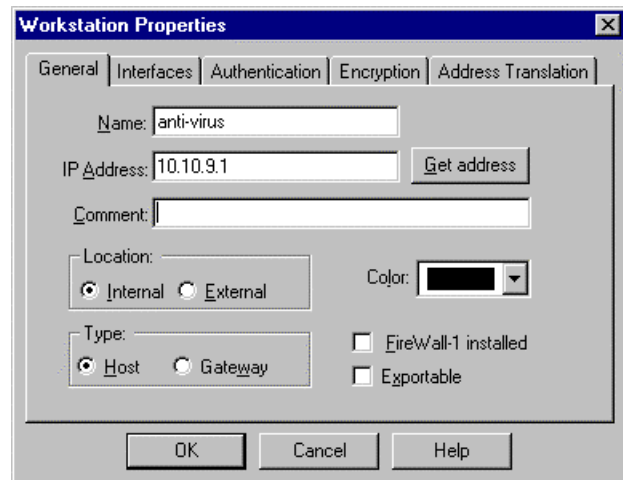 Workstation Properties
General Interfaces Authentication Encryption Address Translation
Name: anti-virus
IP Address: 10.10.9.1 Get address
Comment:
Location:
Internal External Color:
Type:
FireWall-1 installed
Host Gateway
Exportable
OK Cancel Help